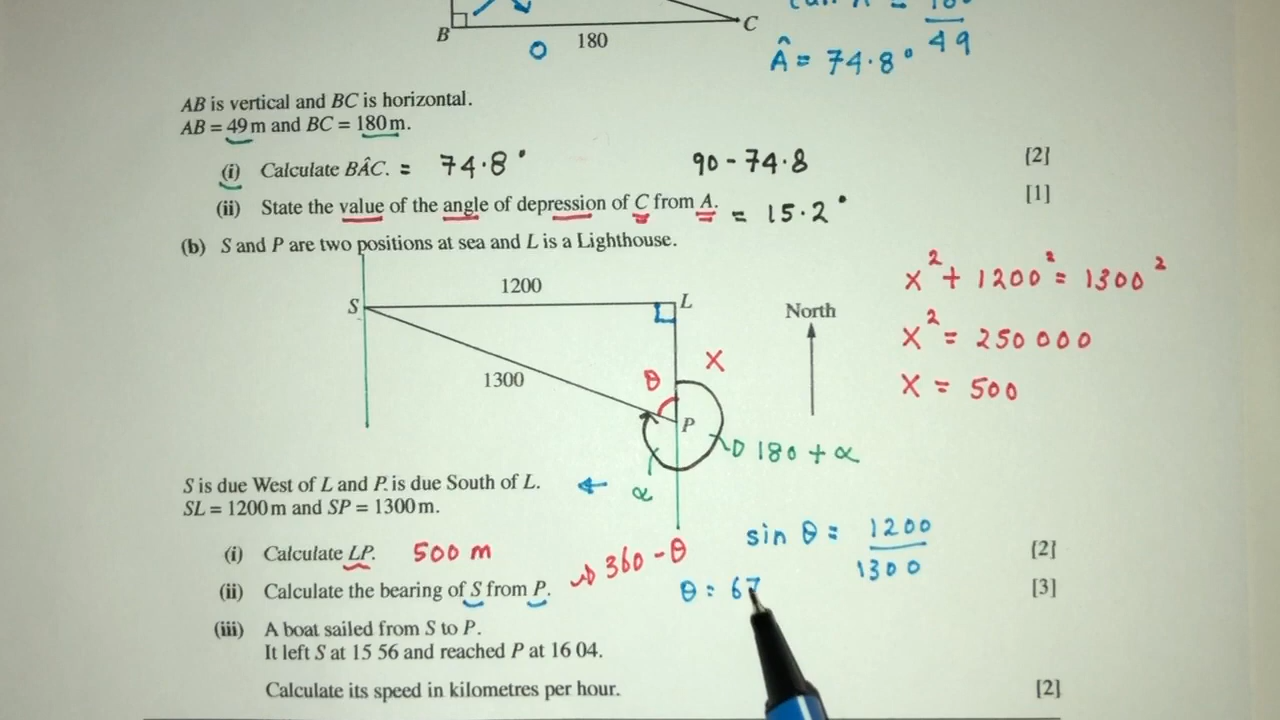 tan A = 180
49
B
180
C
O
Â = 74.8°
AB is vertical and BC is horizontal.
AB = 49 m and BC = 180 m.
(i) Calculate BÂC. = 74.8° 90 - 74.8 [2]
(ii) State the value of the angle of depression of C from A. = 15.2° [1]
(b) S and P are two positions at sea and L is a Lighthouse.
x² + 1200² = 1300²
x² = 250 000
x = 500
1200
S
L
North
x
θ
1300
P
180 + α
α
S is due West of L and P is due South of L.
SL = 1200 m and SP = 1300 m.
sin θ = 1200
1300
(i) Calculate LP. 500 m [2]
(ii) Calculate the bearing of S from P. 360 - θ [3]
θ = 67
(iii) A boat sailed from S to P.
It left S at 15 56 and reached P at 16 04.
Calculate its speed in kilometres per hour. [2]